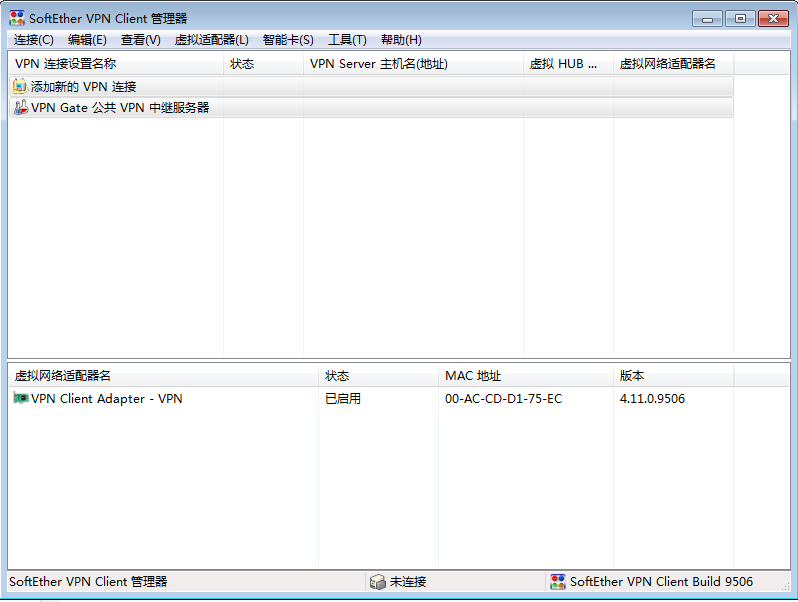 SoftEther VPN Client 管理器
连接(C) 编辑(E) 查看(V) 虚拟适配器(L) 智能卡(S) 工具(T) 帮助(H)
VPN 连接设置名称 状态 VPN Server 主机名(地址) 虚拟 HUB ... 虚拟网络适配器名
添加新的 VPN 连接
VPN Gate 公共 VPN 中继服务器
虚拟网络适配器名 状态 MAC 地址 版本
VPN Client Adapter - VPN 已启用 00-AC-CD-D1-75-EC 4.11.0.9506
SoftEther VPN Client 管理器 未连接 SoftEther VPN Client Build 9506